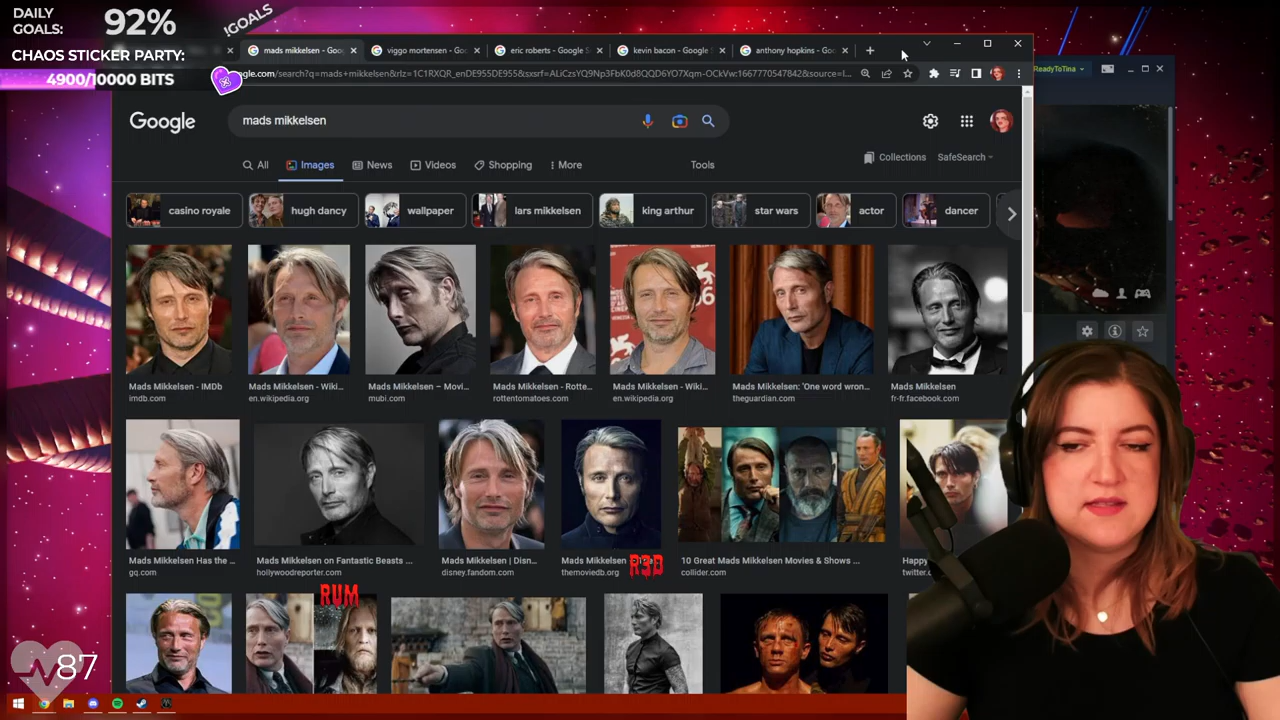 DAILY
GOALS:
92%
!GOALS
CHAOS STICKER PARTY:
4900/10000 BITS
mads mikkelsen - Goo
viggo mortensen - Go
eric roberts - Google S
kevin bacon - Google S
anthony hopkins - Goo
ReadyToTina
Google
mads mikkelsen
All
Images
News
Videos
Shopping
More
Tools
Collections
SafeSearch
casino royale
hugh dancy
wallpaper
lars mikkelsen
king arthur
star wars
actor
dancer
Mads Mikkelsen - IMDb
imdb.com
Mads Mikkelsen - Wiki...
en.wikipedia.org
Mads Mikkelsen – Movi...
mubi.com
Mads Mikkelsen - Rotte...
rottentomatoes.com
Mads Mikkelsen - Wiki...
en.wikipedia.org
Mads Mikkelsen: 'One word wron...
theguardian.com
Mads Mikkelsen
fr-fr.facebook.com
Mads Mikkelsen Has the ...
gq.com
Mads Mikkelsen on Fantastic Beasts ...
hollywoodreporter.com
Mads Mikkelsen | Disn...
disney.fandom.com
Mads Mikkelsen
themoviedb.org
R3D
10 Great Mads Mikkelsen Movies & Shows ...
collider.com
Happy
twitter.c
RUM
87